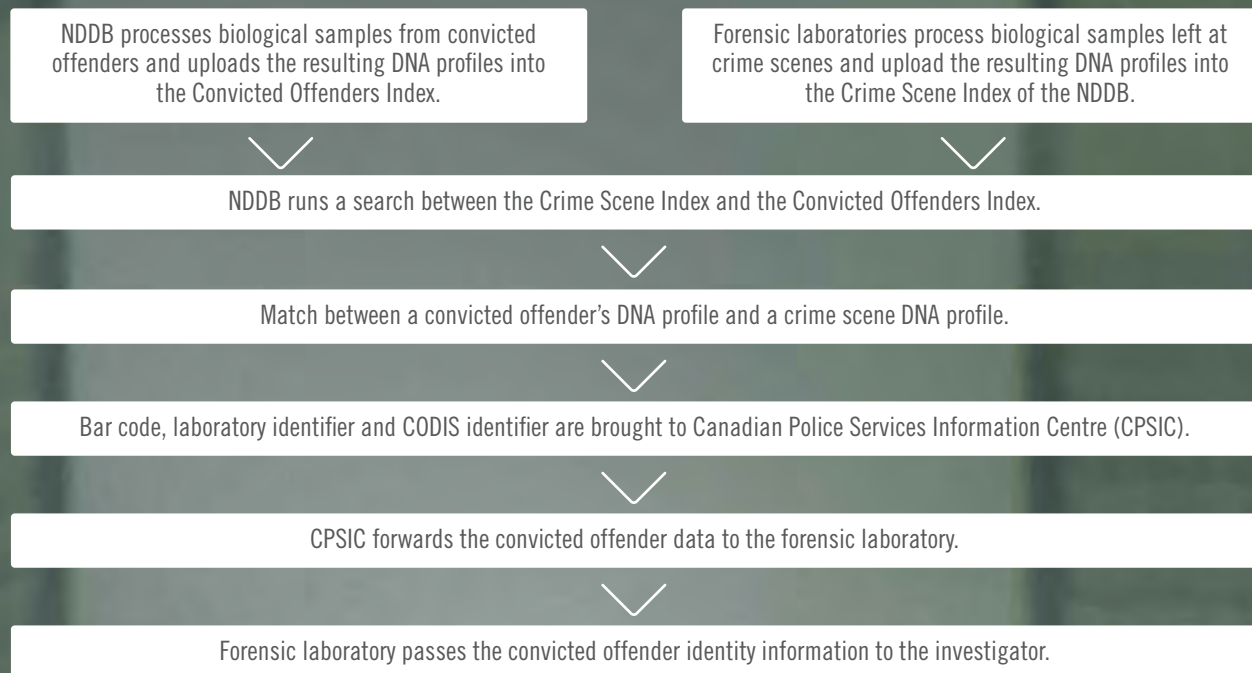 NDDB processes biological samples from convicted
offenders and uploads the resulting DNA profiles into
the Convicted Offenders Index.
Forensic laboratories process biological samples left at
crime scenes and upload the resulting DNA profiles into
the Crime Scene Index of the NDDB.
NDDB runs a search between the Crime Scene Index and the Convicted Offenders Index.
Match between a convicted offender's DNA profile and a crime scene DNA profile.
Bar code, laboratory identifier and CODIS identifier are brought to Canadian Police Services Information Centre (CPSIC).
CPSIC forwards the convicted offender data to the forensic laboratory.
Forensic laboratory passes the convicted offender identity information to the investigator.